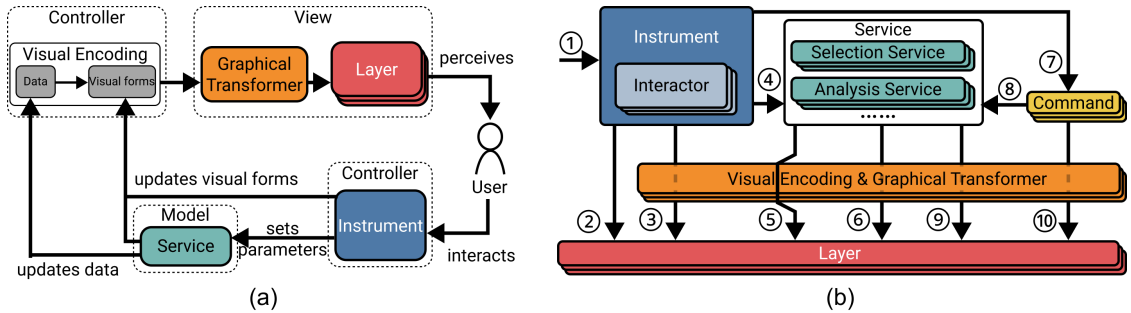 Controller
Visual Encoding
Data
Visual forms
View
Graphical
Transformer
Layer
perceives
User
interacts
Controller
Instrument
updates visual forms
sets
parameters
Model
Service
updates data
(a)
①
Instrument
Interactor
④
Service
Selection Service
Analysis Service
......
⑦
⑧
Command
Visual Encoding & Graphical Transformer
②
③
⑤
⑥
⑨
⑩
Layer
(b)